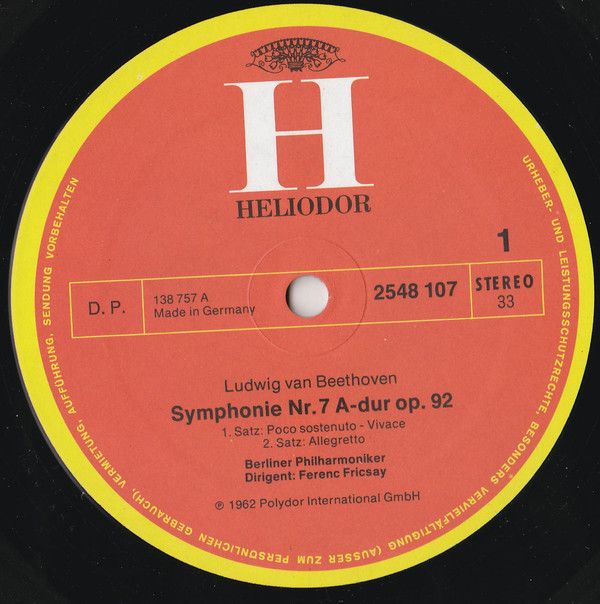 H
HELIODOR
1
D. P.
138 757 A
Made in Germany
2548 107
STEREO
33
Ludwig van Beethoven
Symphonie Nr. 7 A-dur op. 92
1. Satz: Poco sostenuto - Vivace
2. Satz: Allegretto
Berliner Philharmoniker
Dirigent: Ferenc Fricsay
℗ 1962 Polydor International GmbH
URHEBER- UND LEISTUNGSSCHUTZRECHTE, BESONDERS VERVIELFÄLTIGUNG (AUSSER ZUM PERSÖNLICHEN GEBRAUCH), VERMIETUNG, AUFFÜHRUNG, SENDUNG VORBEHALTEN